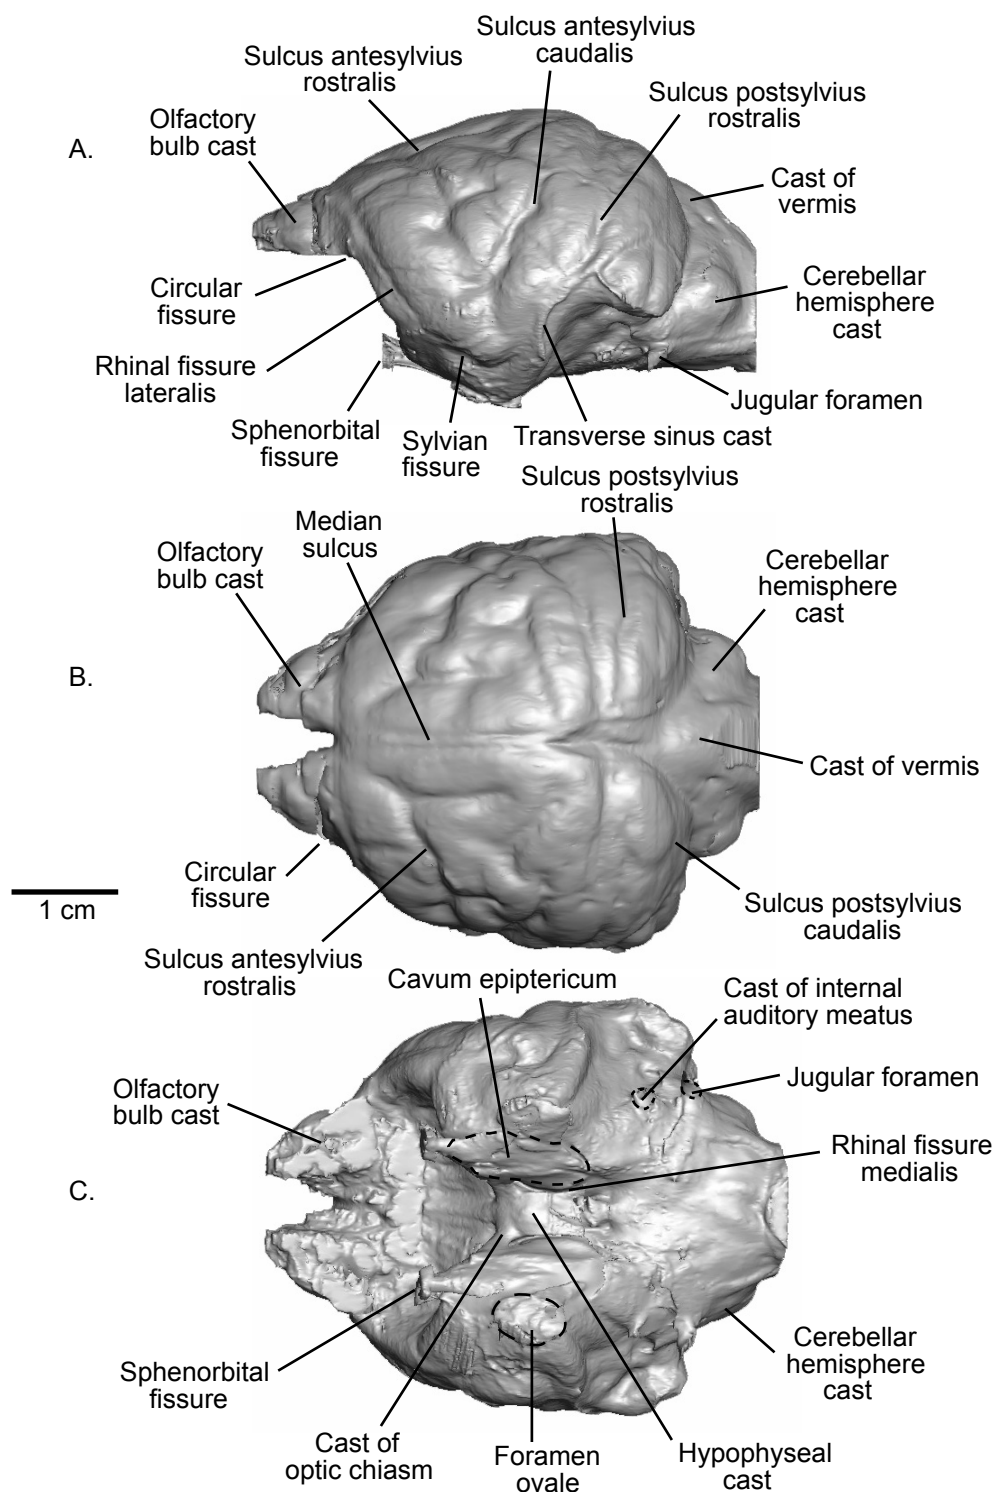 Sulcus antesylvius
caudalis
Sulcus antesylvius
rostralis
Sulcus postsylvius
rostralis
Olfactory
bulb cast
A.
Cast of
vermis
Circular
fissure
Cerebellar
hemisphere
cast
Rhinal fissure
lateralis
Jugular foramen
Sphenorbital
fissure
Sylvian
fissure
Transverse sinus cast
Sulcus postsylvius
rostralis
Median
sulcus
Olfactory
bulb cast
Cerebellar
hemisphere
cast
B.
Cast of vermis
Circular
fissure
1 cm
Sulcus postsylvius
caudalis
Sulcus antesylvius
rostralis
Cavum epiptericum
Cast of internal
auditory meatus
Olfactory
bulb cast
Jugular foramen
Rhinal fissure
medialis
C.
Sphenorbital
fissure
Cerebellar
hemisphere
cast
Cast of
optic chiasm
Foramen
ovale
Hypophyseal
cast